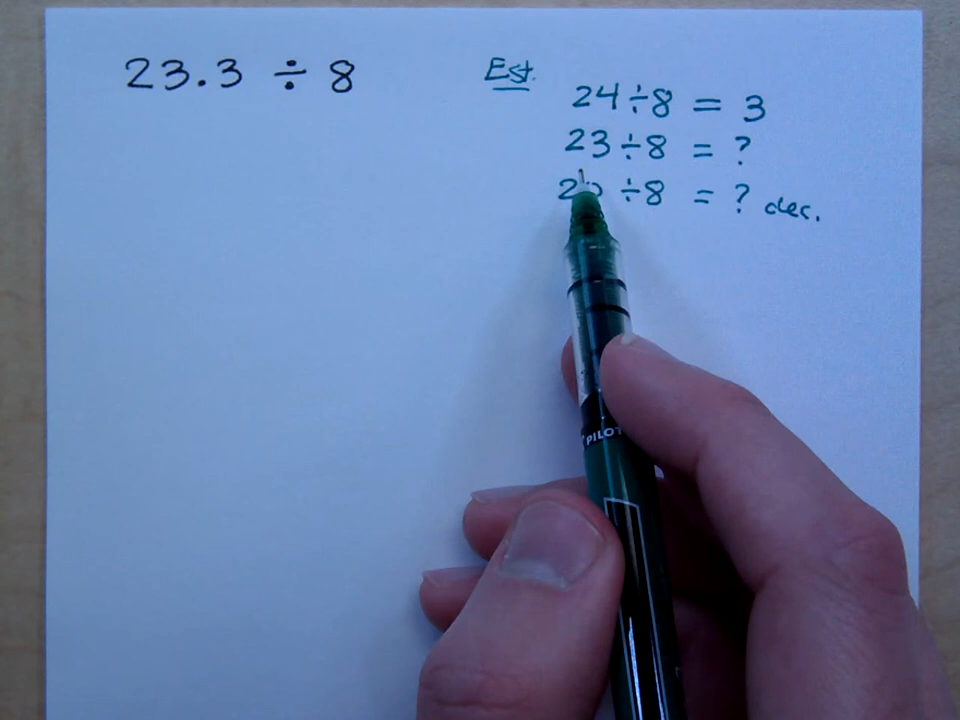 23.3 ÷ 8
Est.
24 ÷ 8 = 3
23 ÷ 8 = ?
÷ 8 = ? dec.
PILOT